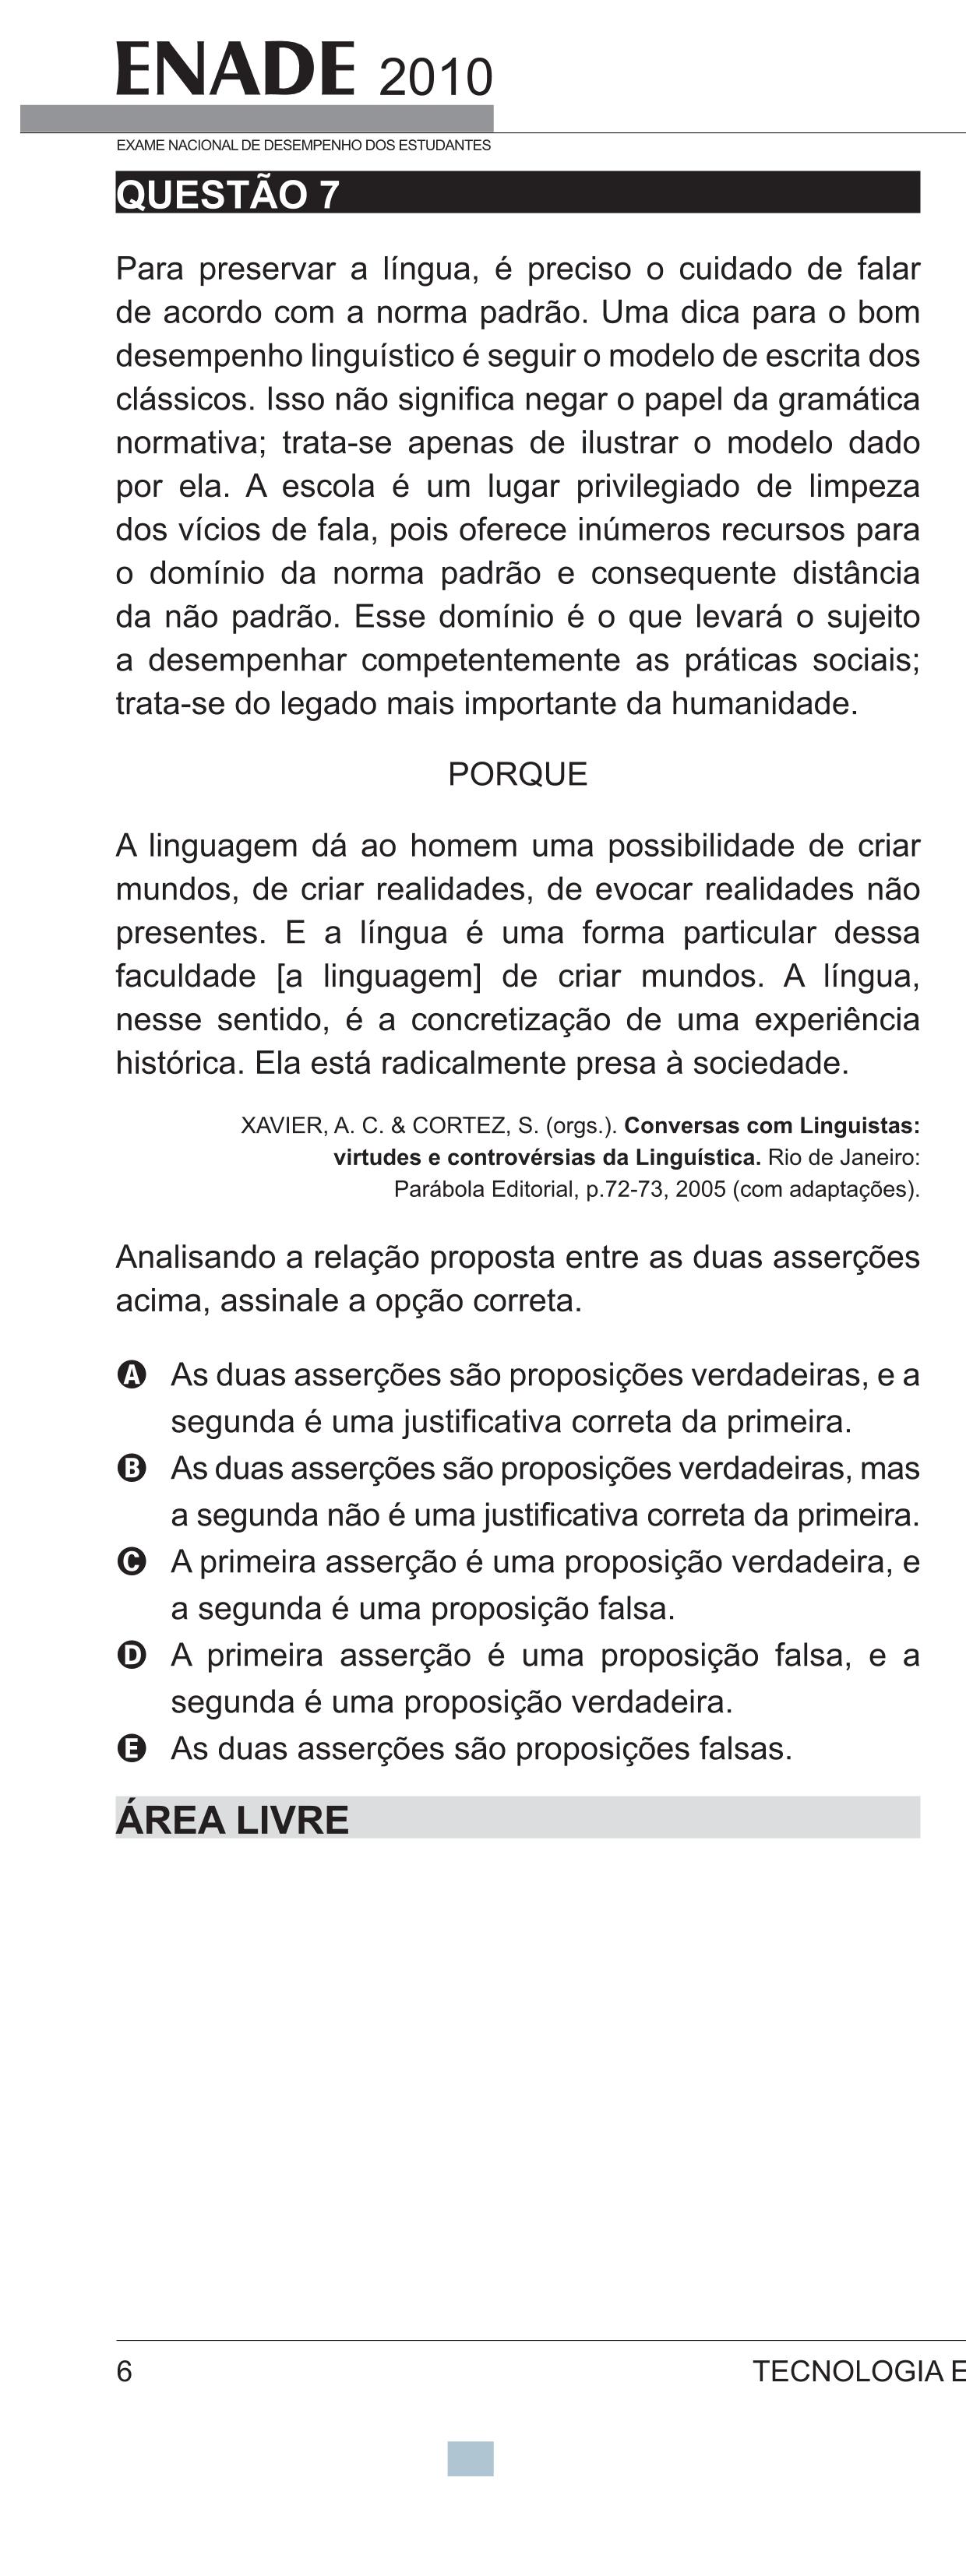 ENADE 2010
EXAME NACIONAL DE DESEMPENHO DOS ESTUDANTES
QUESTÃO 7
Para preservar a língua, é preciso o cuidado de falar
de acordo com a norma padrão. Uma dica para o bom
desempenho linguístico é seguir o modelo de escrita dos
clássicos. Isso não significa negar o papel da gramática
normativa; trata-se apenas de ilustrar o modelo dado
por ela. A escola é um lugar privilegiado de limpeza
dos vícios de fala, pois oferece inúmeros recursos para
o domínio da norma padrão e consequente distância
da não padrão. Esse domínio é o que levará o sujeito
a desempenhar competentemente as práticas sociais;
trata-se do legado mais importante da humanidade.
PORQUE
A linguagem dá ao homem uma possibilidade de criar
mundos, de criar realidades, de evocar realidades não
presentes. E a língua é uma forma particular dessa
faculdade [a linguagem] de criar mundos. A língua,
nesse sentido, é a concretização de uma experiência
histórica. Ela está radicalmente presa à sociedade.
XAVIER, A. C. & CORTEZ, S. (orgs.). Conversas com Linguistas:
virtudes e controvérsias da Linguística. Rio de Janeiro:
Parábola Editorial, p.72-73, 2005 (com adaptações).
Analisando a relação proposta entre as duas asserções
acima, assinale a opção correta.
A As duas asserções são proposições verdadeiras, e a
segunda é uma justificativa correta da primeira.
B As duas asserções são proposições verdadeiras, mas
a segunda não é uma justificativa correta da primeira.
C A primeira asserção é uma proposição verdadeira, e
a segunda é uma proposição falsa.
D A primeira asserção é uma proposição falsa, e a
segunda é uma proposição verdadeira.
E As duas asserções são proposições falsas.
ÁREA LIVRE
6 TECNOLOGIA E